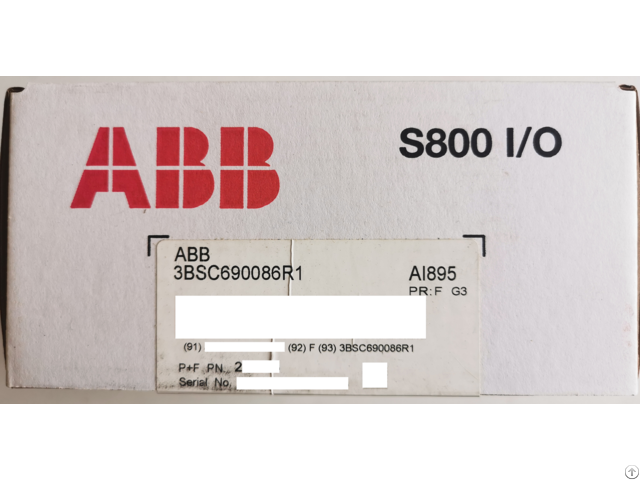 ABB
S800 I/O
ABB
3BSC690086R1
AI895
PR:F G3
(91) (92) F (93) 3BSC690086R1
P+F PN. 2
Serial No.